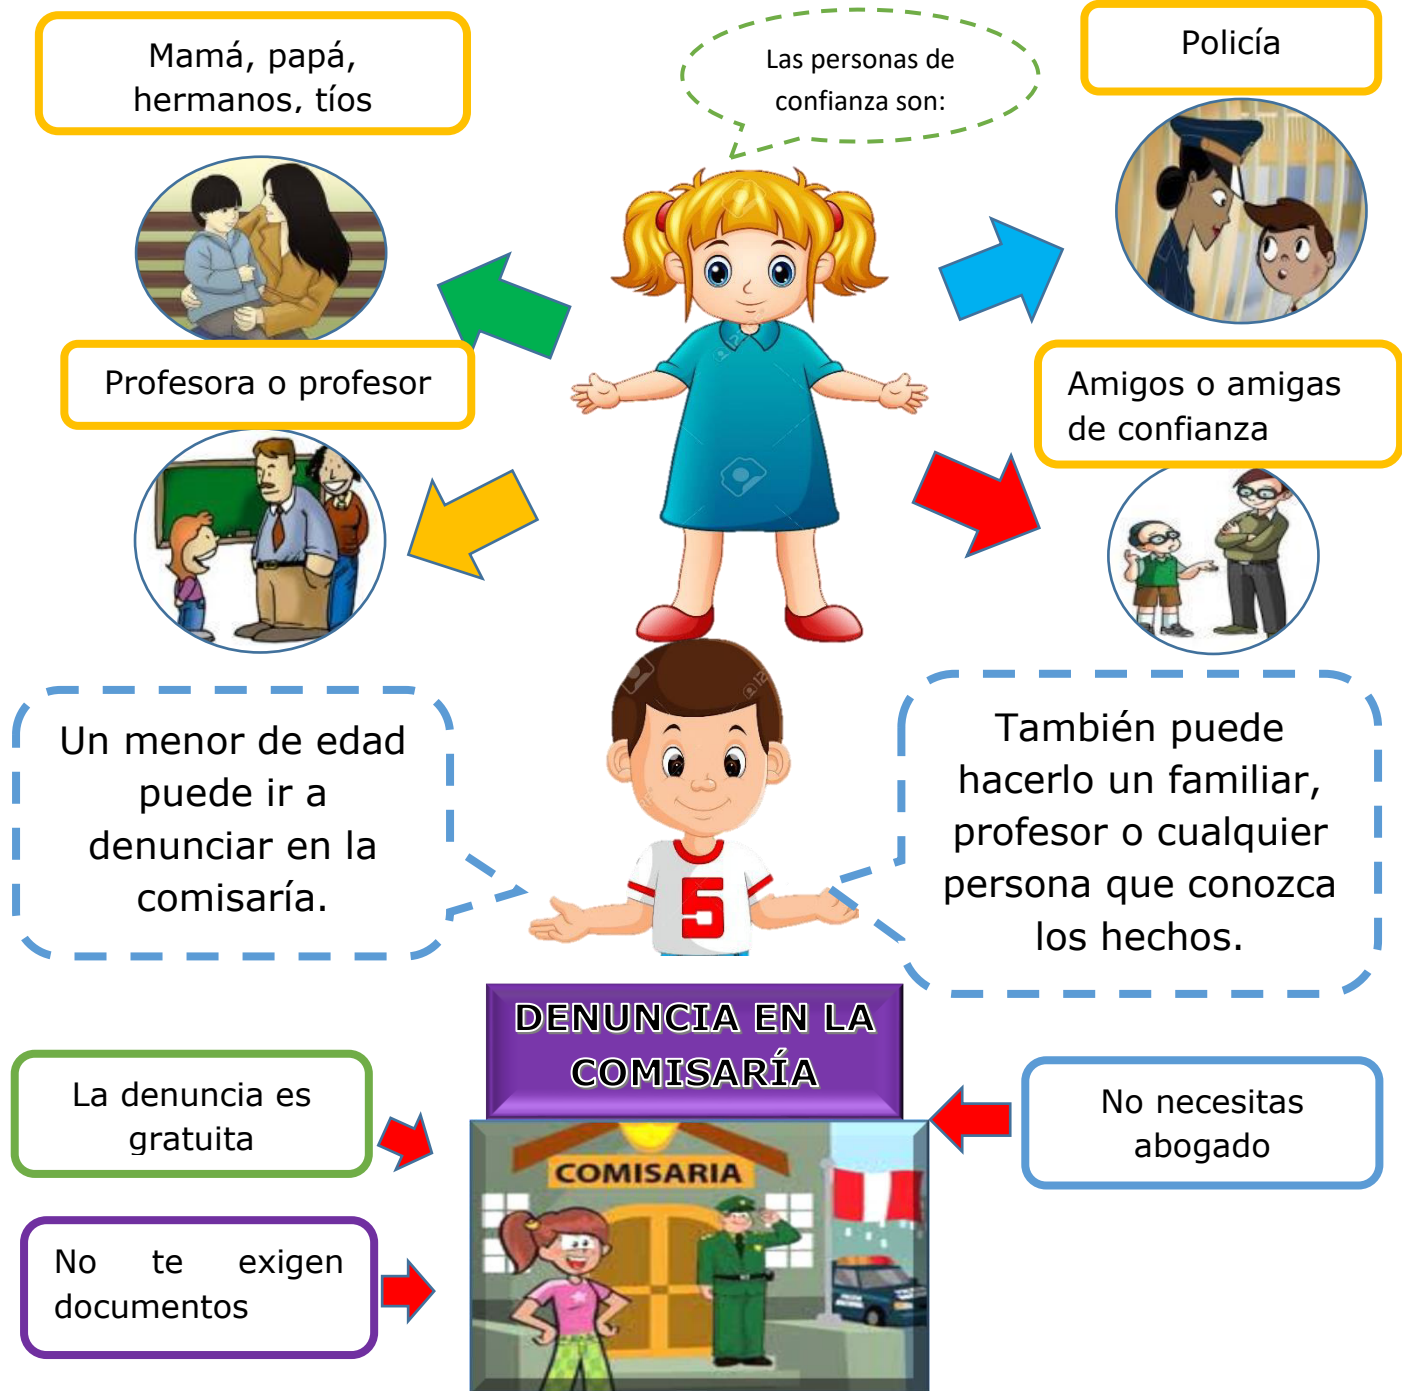 Mamá, papá,
hermanos, tíos
Las personas de
confianza son:
Policía
Profesora o profesor
Amigos o amigas
de confianza
Un menor de edad
puede ir a
denunciar en la
comisaría.
También puede
hacerlo un familiar,
profesor o cualquier
persona que conozca
los hechos.
5
DENUNCIA EN LA
COMISARÍA
La denuncia es
gratuita
No necesitas
abogado
No te exigen
documentos
COMISARIA